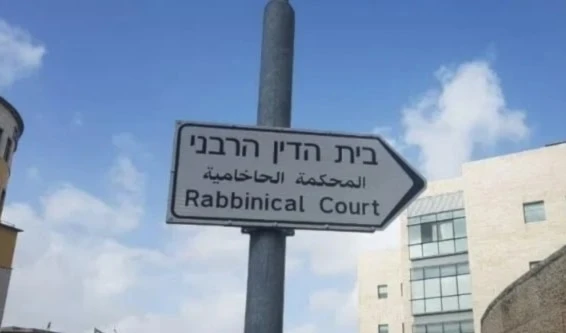 בית הדין הרבני
المحكمة الحاخامية
Rabbinical Court